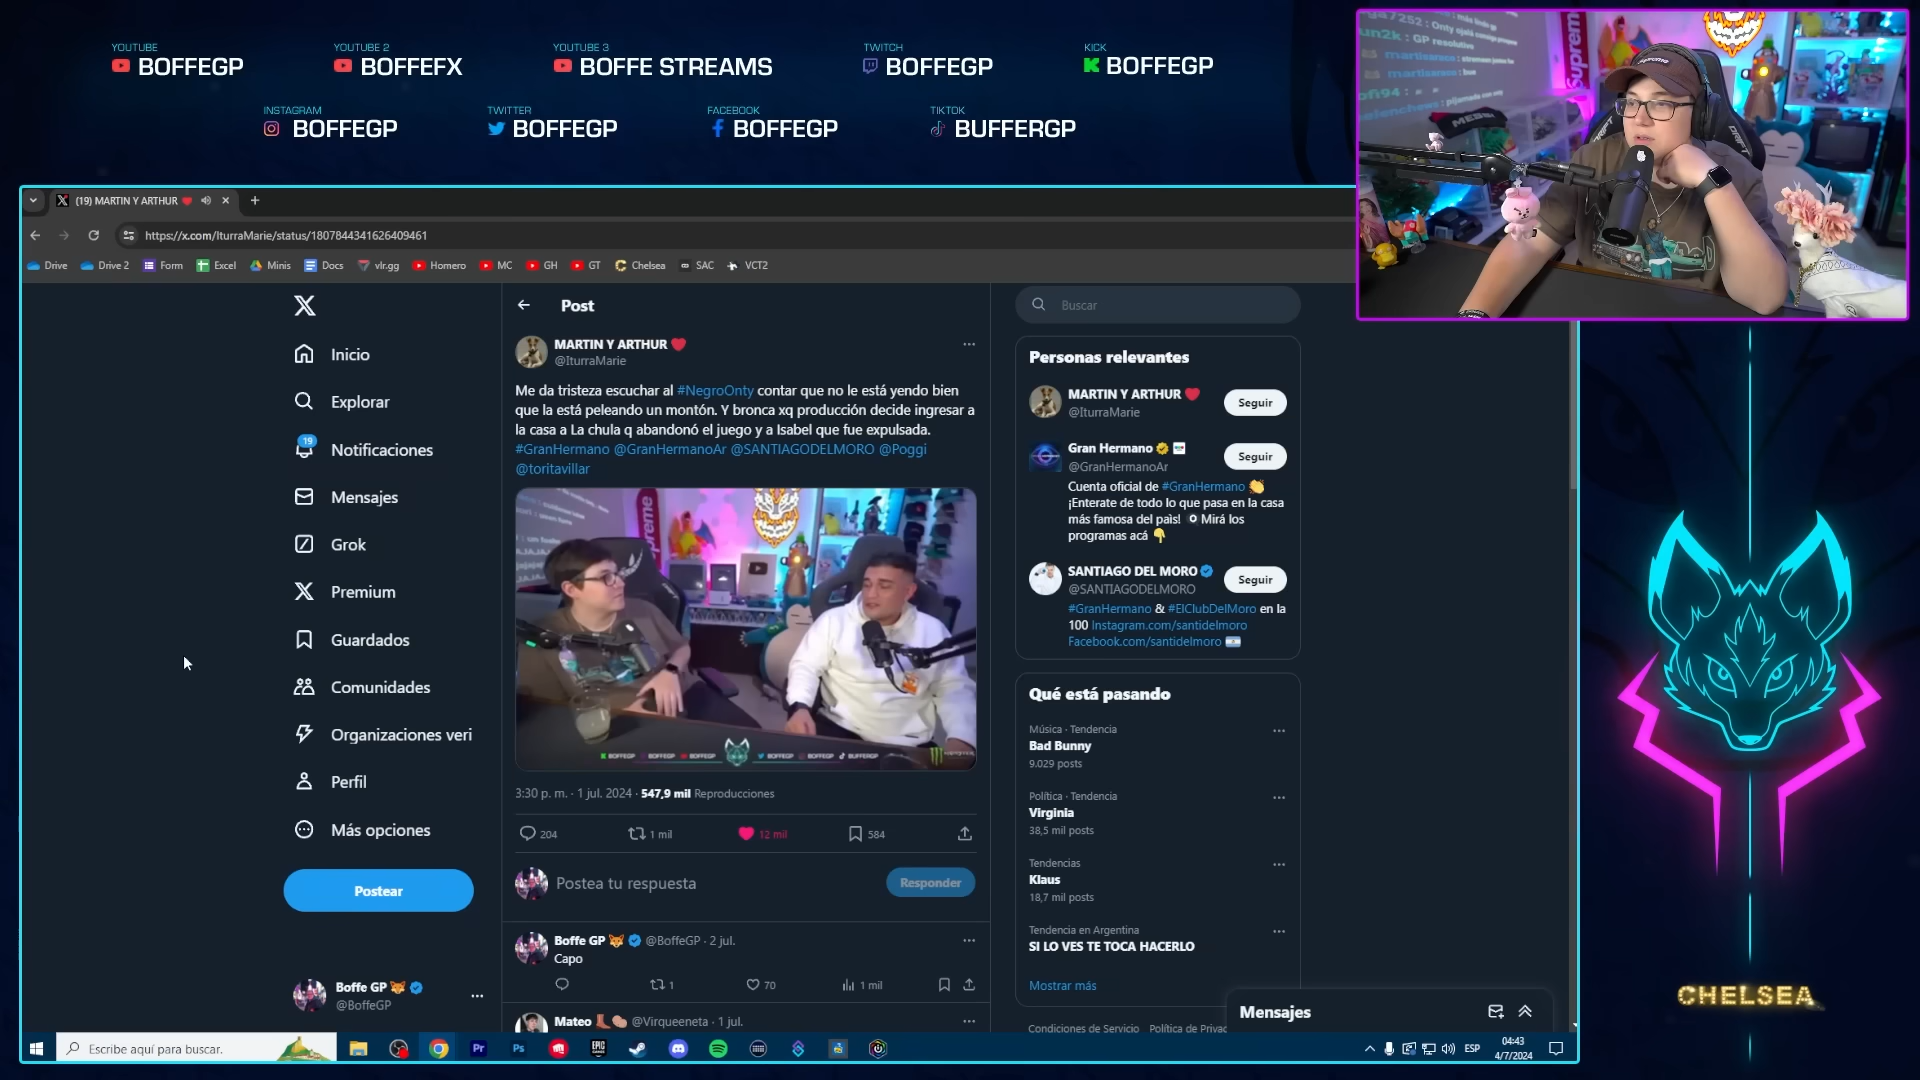 YOUTUBE
BOFFEGP
YOUTUBE 2
BOFFEFX
YOUTUBE 3
BOFFE STREAMS
TWITCH
BOFFEGP
KICK
BOFFEGP
INSTAGRAM
BOFFEGP
TWITTER
BOFFEGP
FACEBOOK
BOFFEGP
TIKTOK
BUFFERGP
(19) MARTIN Y ARTHUR
https://x.com/IturraMarie/status/1807844341626409461
Drive
Drive 2
Form
Excel
Minis
Docs
vlr.gg
Homero
MC
GH
GT
Chelsea
SAC
VCT2
Inicio
Explorar
19
Notificaciones
Mensajes
Grok
Premium
Guardados
Comunidades
Organizaciones veri
Perfil
Más opciones
Postear
Boffe GP
@BoffeGP
Post
MARTIN Y ARTHUR
@IturraMarie
Me da tristeza escuchar al #NegroOnty contar que no le está yendo bien
que la está peleando un montón. Y bronca xq producción decide ingresar a
la casa a La chula q abandonó el juego y a Isabel que fue expulsada.
#GranHermano @GranHermanoAr @SANTIAGODELMORO @Poggi
@toritavillar
supreme
BOFFEGP
BOFFEGP
BOFFEGP
BOFFEGP
BOFFEGP
BOFFEGP
BUFFERGP
3:30 p. m. · 1 jul. 2024 · 547,9 mil Reproducciones
204
1 mil
12 mil
584
Postea tu respuesta
Responder
Boffe GP @BoffeGP · 2 jul.
Capo
1
70
1 mil
Mateo @Virqueeneta · 1 jul.
Buscar
Personas relevantes
MARTIN Y ARTHUR
@IturraMarie
Seguir
Gran Hermano
@GranHermanoAr
Seguir
Cuenta oficial de #GranHermano
¡Enterate de todo lo que pasa en la casa
más famosa del país! Mirá los
programas acá
SANTIAGO DEL MORO
@SANTIAGODELMORO
Seguir
#GranHermano & #ElClubDelMoro en la
100 Instagram.com/santidelmoro
Facebook.com/santidelmoro
Qué está pasando
Música · Tendencia
Bad Bunny
9.029 posts
Política · Tendencia
Virginia
38,5 mil posts
Tendencias
Klaus
18,7 mil posts
Tendencia en Argentina
SI LO VES TE TOCA HACERLO
Mostrar más
Condiciones de Servicio Política de Privac
Mensajes
Escribe aquí para buscar.
Pr
Ps
ESP
04:43
4/7/2024
supreme
CHELSEA